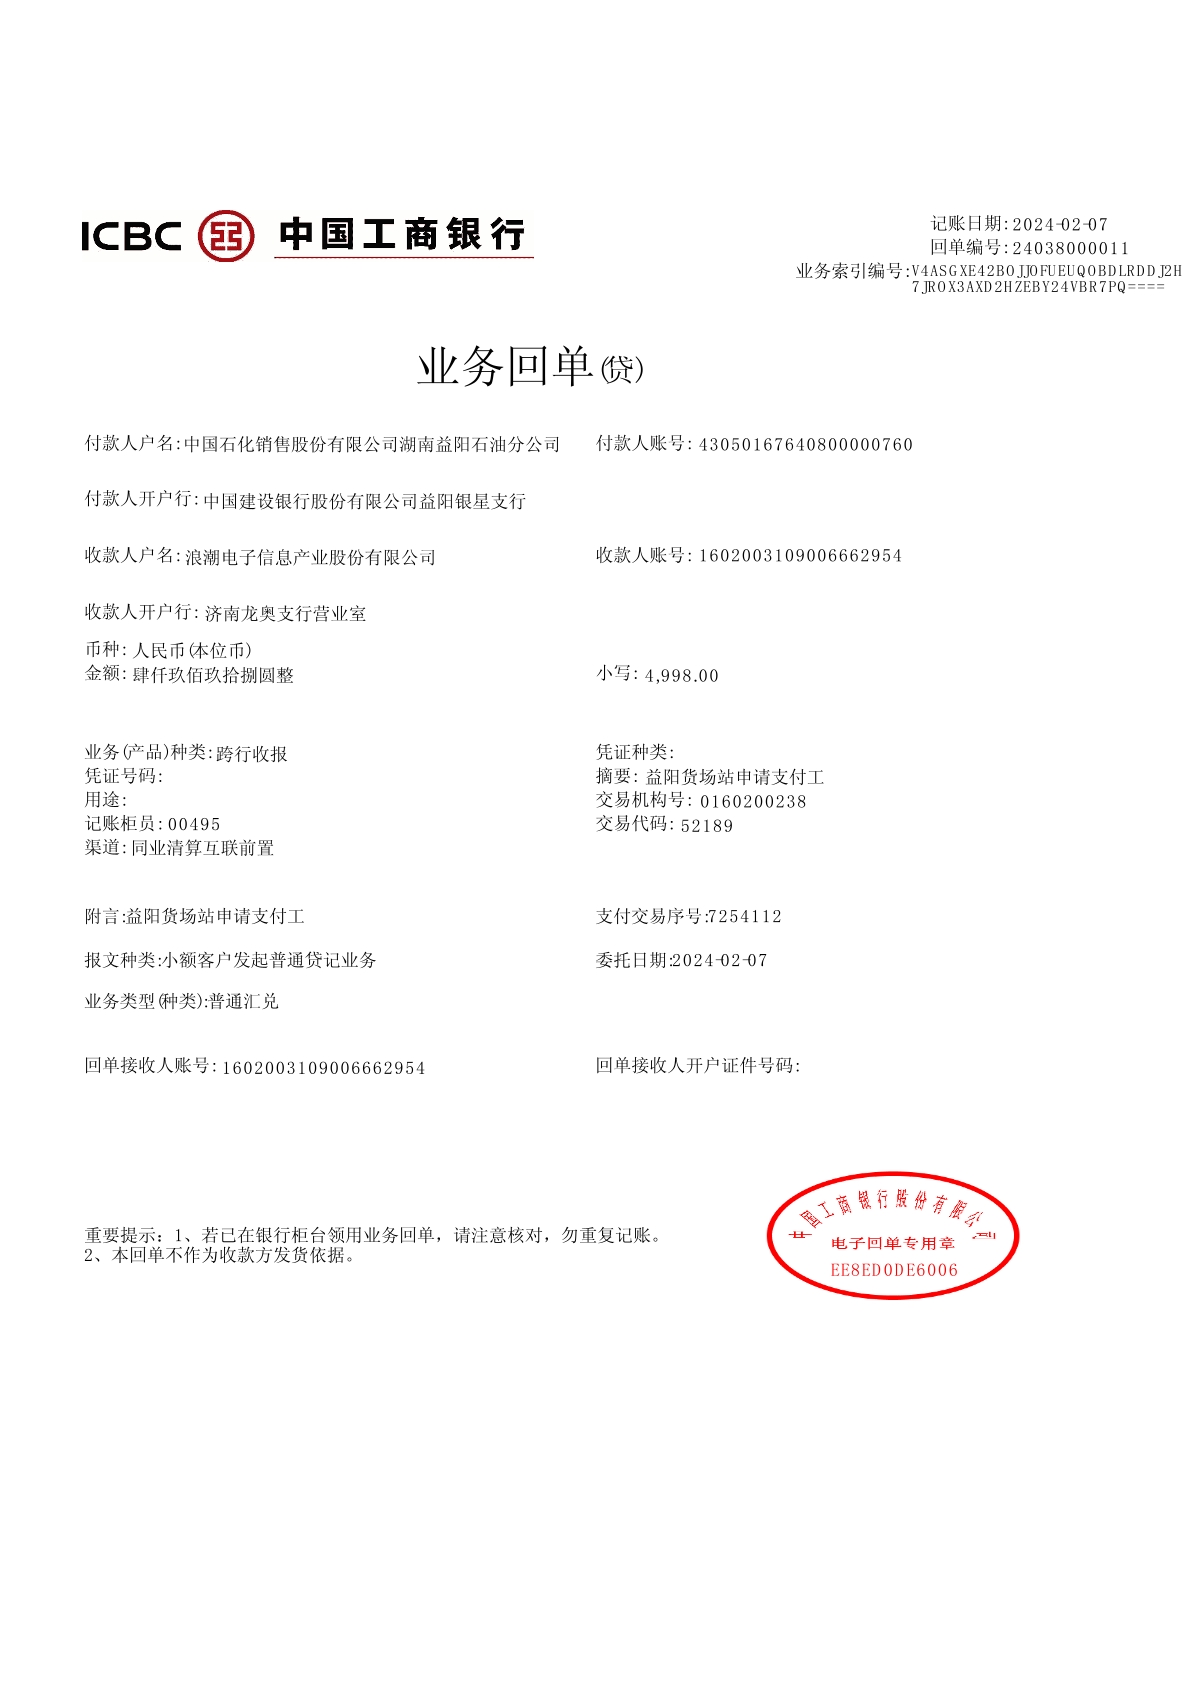 ICBC 中国工商银行
记账日期:2024-02-07
回单编号:24038000011
业务索引编号:V4ASGXE42BOJJOFUEUQOBDLRDDJ2H
7JROX3AXD2HZEBY24VBR7PQ====
业务回单(贷)
付款人户名:中国石化销售股份有限公司湖南益阳石油分公司 付款人账号: 43050167640800000760
付款人开户行: 中国建设银行股份有限公司益阳银星支行
收款人户名: 浪潮电子信息产业股份有限公司 收款人账号: 1602003109006662954
收款人开户行: 济南龙奥支行营业室
币种: 人民币(本位币)
金额: 肆仟玖佰玖拾捌圆整 小写: 4,998.00
业务(产品)种类: 跨行收报 凭证种类:
凭证号码: 摘要: 益阳货场站申请支付工
用途: 交易机构号: 0160200238
记账柜员: 00495 交易代码: 52189
渠道: 同业清算互联前置
附言:益阳货场站申请支付工 支付交易序号:7254112
报文种类:小额客户发起普通贷记业务 委托日期:2024-02-07
业务类型(种类):普通汇兑
回单接收人账号: 1602003109006662954 回单接收人开户证件号码:
重要提示：1、若已在银行柜台领用业务回单，请注意核对，勿重复记账。
2、本回单不作为收款方发货依据。
中国工商银行股份有限公司
电子回单专用章
EE8ED0DE6006